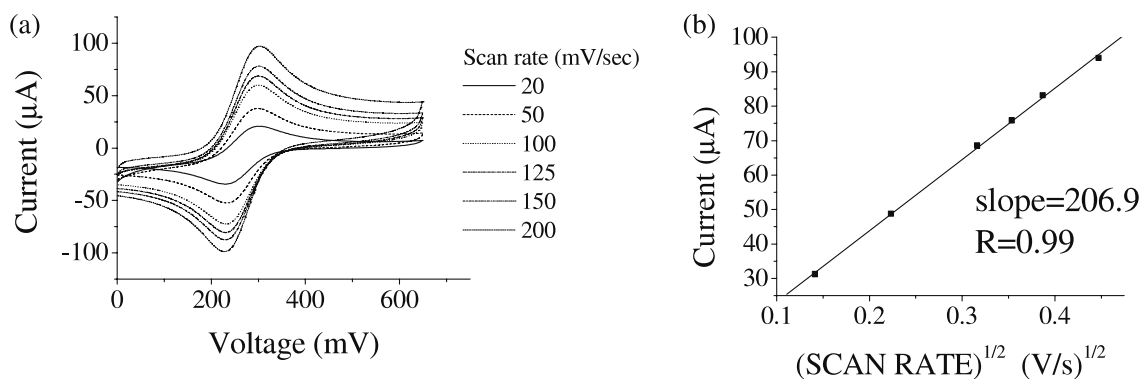 (a)
100
50
0
-50
-100
Current (μA)
0 200 400 600
Voltage (mV)
Scan rate (mV/sec)
20
50
100
125
150
200
(b)
100
90
80
70
60
50
40
30
Current (μA)
slope=206.9
R=0.99
0.1 0.2 0.3 0.4
(SCAN RATE)^1/2 (V/s)^1/2